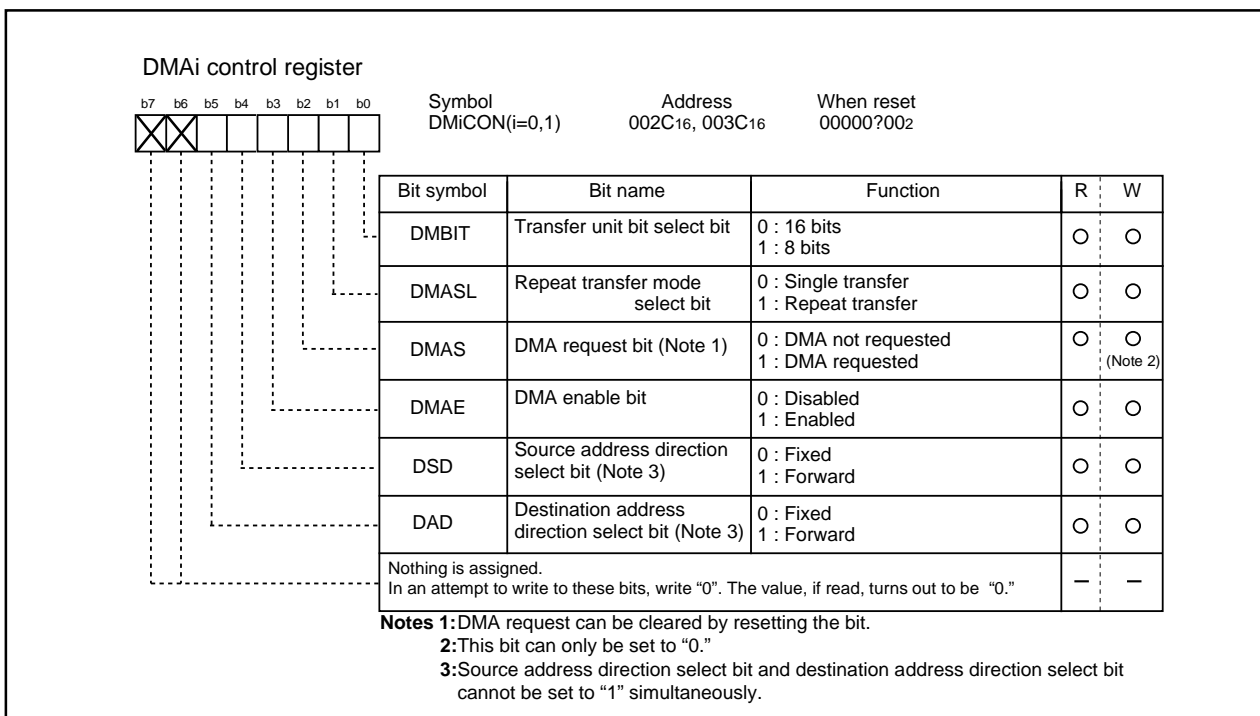 DMAi control register
b7 b6 b5 b4 b3 b2 b1 b0
Symbol Address When reset
DMiCON(i=0,1) 002C16, 003C16 00000?002
Bit symbol Bit name Function R W
DMBIT Transfer unit bit select bit 0 : 16 bits
1 : 8 bits
DMASL Repeat transfer mode 0 : Single transfer
select bit 1 : Repeat transfer
DMAS DMA request bit (Note 1) 0 : DMA not requested
1 : DMA requested (Note 2)
DMAE DMA enable bit 0 : Disabled
1 : Enabled
DSD Source address direction 0 : Fixed
select bit (Note 3) 1 : Forward
DAD Destination address 0 : Fixed
direction select bit (Note 3) 1 : Forward
Nothing is assigned.
In an attempt to write to these bits, write “0”. The value, if read, turns out to be “0.”
Notes 1:DMA request can be cleared by resetting the bit.
2:This bit can only be set to “0.”
3:Source address direction select bit and destination address direction select bit
cannot be set to “1” simultaneously.